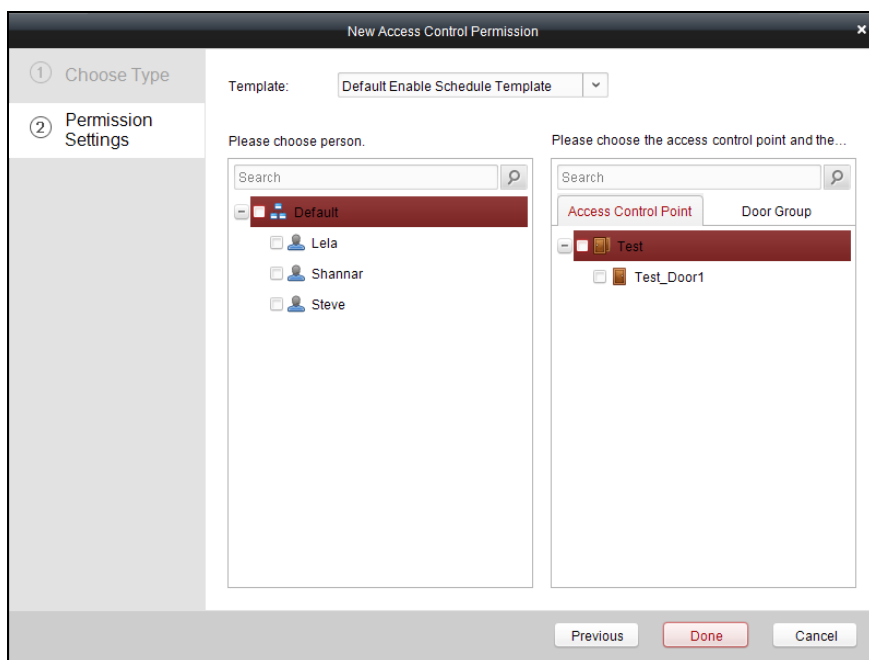 New Access Control Permission
1 Choose Type
2 Permission
Settings
Template: Default Enable Schedule Template
Please choose person.
Search
Default
Lela
Shannar
Steve
Please choose the access control point and the...
Search
Access Control Point Door Group
Test
Test_Door1
Previous Done Cancel